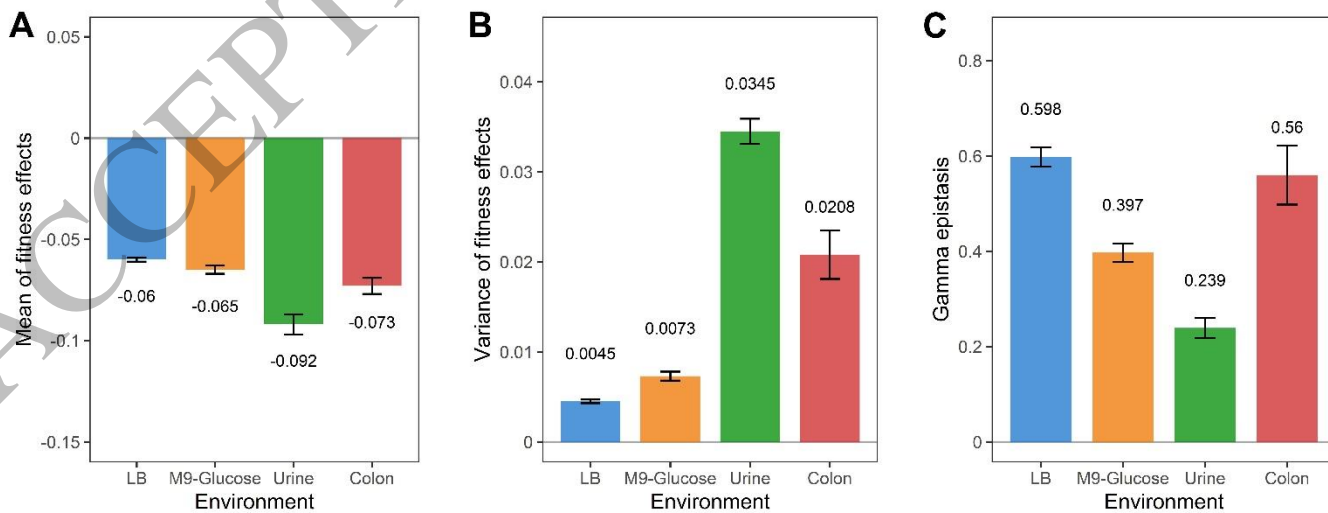 A
Mean of fitness effects
0.05
0
-0.05
-0.1
-0.15
-0.06
-0.065
-0.092
-0.073
LB M9-Glucose Urine Colon
Environment
B
Variance of fitness effects
0.04
0.03
0.02
0.01
0
0.0045
0.0073
0.0345
0.0208
LB M9-Glucose Urine Colon
Environment
C
Gamma epistasis
0.8
0.6
0.4
0.2
0
0.598
0.397
0.239
0.56
LB M9-Glucose Urine Colon
Environment